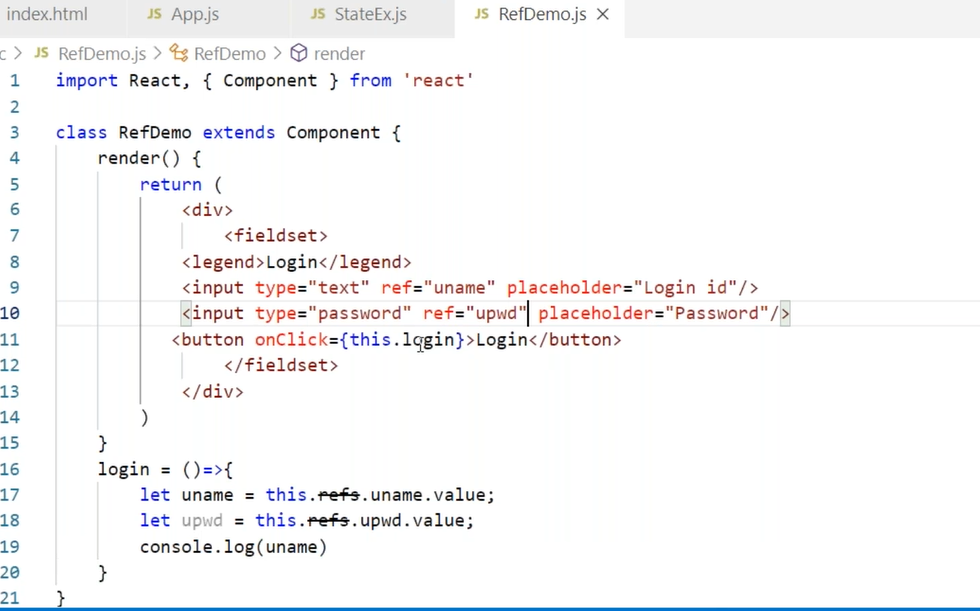 index.html JS App.js JS StateEx.js JS RefDemo.js ×
c > JS RefDemo.js > RefDemo > render
1 import React, { Component } from 'react'
2
3 class RefDemo extends Component {
4 render() {
5 return (
6 <div>
7 <fieldset>
8 <legend>Login</legend>
9 <input type="text" ref="uname" placeholder="Login id"/>
10 <input type="password" ref="upwd" placeholder="Password"/>
11 <button onClick={this.login}>Login</button>
12 </fieldset>
13 </div>
14 )
15 }
16 login = ()=>{
17 let uname = this.refs.uname.value;
18 let upwd = this.refs.upwd.value;
19 console.log(uname)
20 }
21 }